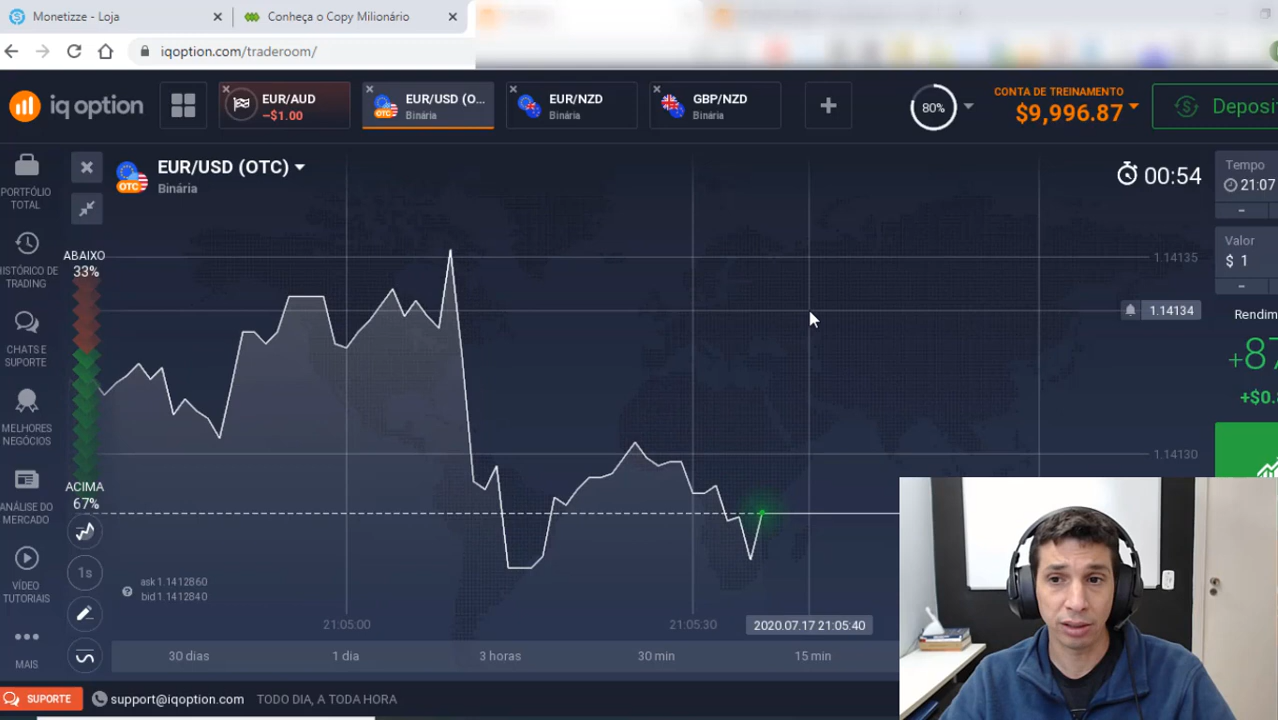 Monetizze - Loja
Conheça o Copy Milionário
iqoption.com/traderoom/
iq option
EUR/AUD
–$1.00
EUR/USD (O...
Binária
EUR/NZD
Binária
GBP/NZD
Binária
80%
CONTA DE TREINAMENTO
$9,996.87
Deposi
PORTFÓLIO
TOTAL
HISTÓRICO DE
TRADING
CHATS E
SUPORTE
MELHORES
NEGÓCIOS
ANÁLISE DO
MERCADO
VÍDEO
TUTORIAIS
MAIS
OTC
EUR/USD (OTC)
Binária
00:54
Tempo
21:07
Valor
$ 1
Rendim
+87
+$0.
ABAIXO
33%
ACIMA
67%
1s
1.14135
1.14134
1.14130
ask 1.1412860
bid 1.1412840
21:05:00
21:05:30
2020.07.17 21:05:40
30 dias
1 dia
3 horas
30 min
15 min
SUPORTE
support@iqoption.com
TODO DIA, A TODA HORA